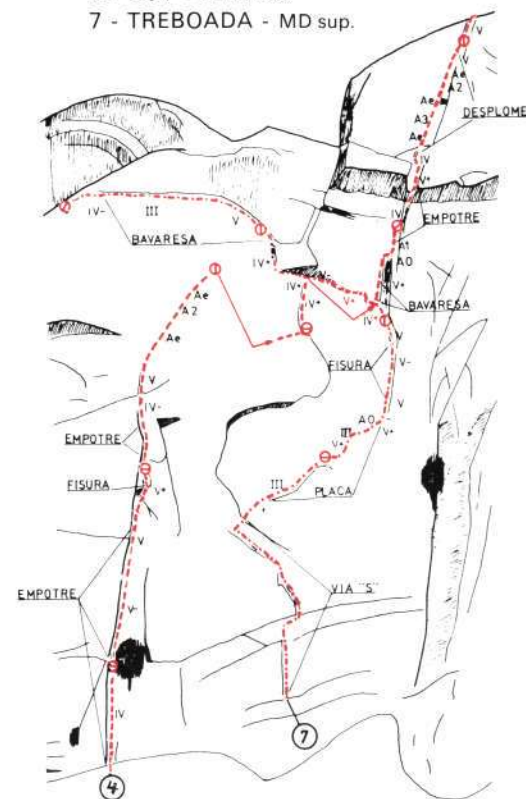 7 - TREBOADA - MD sup.
V
Ae
A2
Ae
DESPLOME
A3
Ae
IV
V+
IV- III
V
IV
EMPOTRE
BAVARESA
A1
IV+
V-
A0
Ae
IV+
V+
IV+
A2
IV+
IV+
BAVARESA
Ae
FISURA
V-
V
IV-
A0
V
EMPOTRE
III
V+
V+
FISURA
V+
III
PLACA
V
EMPOTRE
VIA "S"
V-
IV
7
4